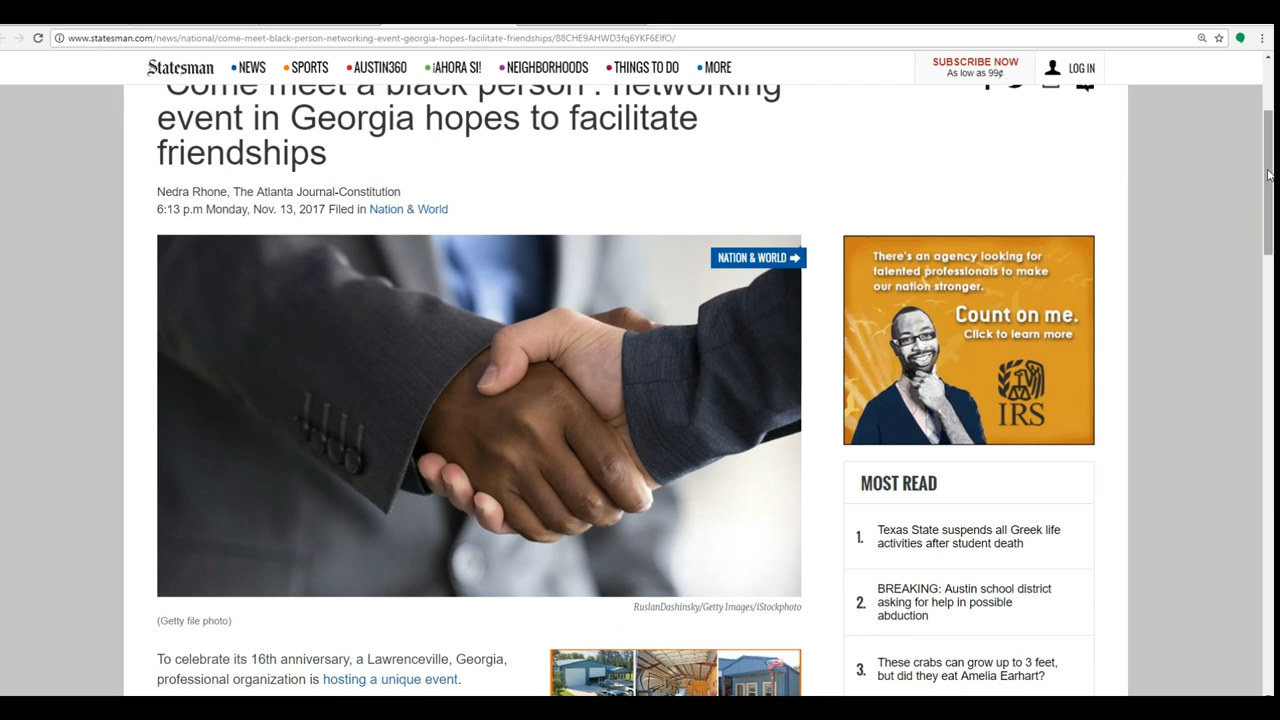 www.statesman.com/news/national/come-meet-black-person-networking-event-georgia-hopes-facilitate-friendships/88CHE9AHWD3fq6YKF6EIfO/
Statesman NEWS SPORTS AUSTIN360 ¡AHORA SI! NEIGHBORHOODS THINGS TO DO MORE
SUBSCRIBE NOW
As low as 99¢
LOG IN
'Come meet a black person': networking
event in Georgia hopes to facilitate
friendships
Nedra Rhone, The Atlanta Journal-Constitution
6:13 p.m Monday, Nov. 13, 2017 Filed in Nation & World
NATION & WORLD
RuslanDashinsky/Getty Images/iStockphoto
(Getty file photo)
To celebrate its 16th anniversary, a Lawrenceville, Georgia,
professional organization is hosting a unique event.
There's an agency looking for
talented professionals to make
our nation stronger.
Count on me.
Click to learn more
IRS
MOST READ
1. Texas State suspends all Greek life
activities after student death
2. BREAKING: Austin school district
asking for help in possible
abduction
3. These crabs can grow up to 3 feet,
but did they eat Amelia Earhart?